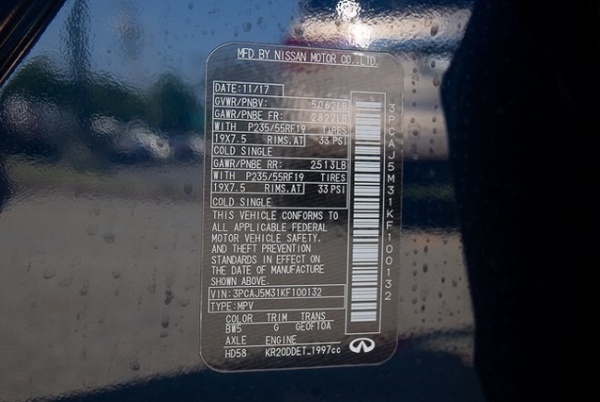 MFD BY NISSAN MOTOR CO.,LTD.
DATE:11/17
GVWR/PNBV: 5062LB
GAWR/PNBE FR: 2822LB
WITH P235/55RF19 TIRES
19X7.5 RIMS.AT 33 PSI
COLD SINGLE
GAWR/PNBE RR: 2513LB
WITH P235/55RF19 TIRES
19X7.5 RIMS.AT 33 PSI
COLD SINGLE
THIS VEHICLE CONFORMS TO
ALL APPLICABLE FEDERAL
MOTOR VEHICLE SAFETY,
AND THEFT PREVENTION
STANDARDS IN EFFECT ON
THE DATE OF MANUFACTURE
SHOWN ABOVE.
VIN:3PCAJ5M31KF100132
TYPE:MPV
COLOR TRIM TRANS
BW5 G GE0F10A
AXLE ENGINE
HD58 KR20DDET_1997cc
3PCAJ5M31KF100132